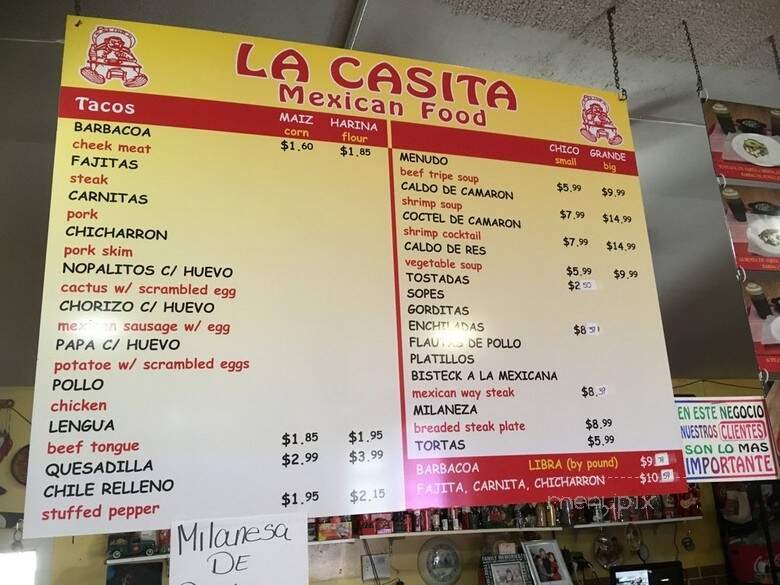 LA CASITA
Mexican Food
Tacos
MAIZ HARINA
corn flour
BARBACOA
cheek meat $1.60 $1.85
FAJITAS
steak
CARNITAS
pork
CHICHARRON
pork skim
NOPALITOS C/ HUEVO
cactus w/ scrambled egg
CHORIZO C/ HUEVO
mexican sausage w/ egg
PAPA C/ HUEVO
potatoe w/ scrambled eggs
POLLO
chicken
LENGUA
beef tongue $1.85 $1.95
QUESADILLA $2.99 $3.99
CHILE RELLENO
stuffed pepper $1.95 $2.15
CHICO GRANDE
small big
MENUDO
beef tripe soup $5.99 $9.99
CALDO DE CAMARON
shrimp soup $7.99 $14.99
COCTEL DE CAMARON
shrimp cocktail $7.99 $14.99
CALDO DE RES
vegetable soup $5.99 $9.99
TOSTADAS $2.50
SOPES
GORDITAS
ENCHILADAS $8
FLAUTAS DE POLLO
PLATILLOS
BISTECK A LA MEXICANA
mexican way steak $8.
MILANEZA
breaded steak plate $8.99
TORTAS $5.99
BARBACOA LIBRA (by pound) $9
FAJITA, CARNITA, CHICHARRON $10
EN ESTE NEGOCIO
NUESTROS CLIENTES
SON LO MAS
IMPORTANTE
Milanesa
DE
menupix